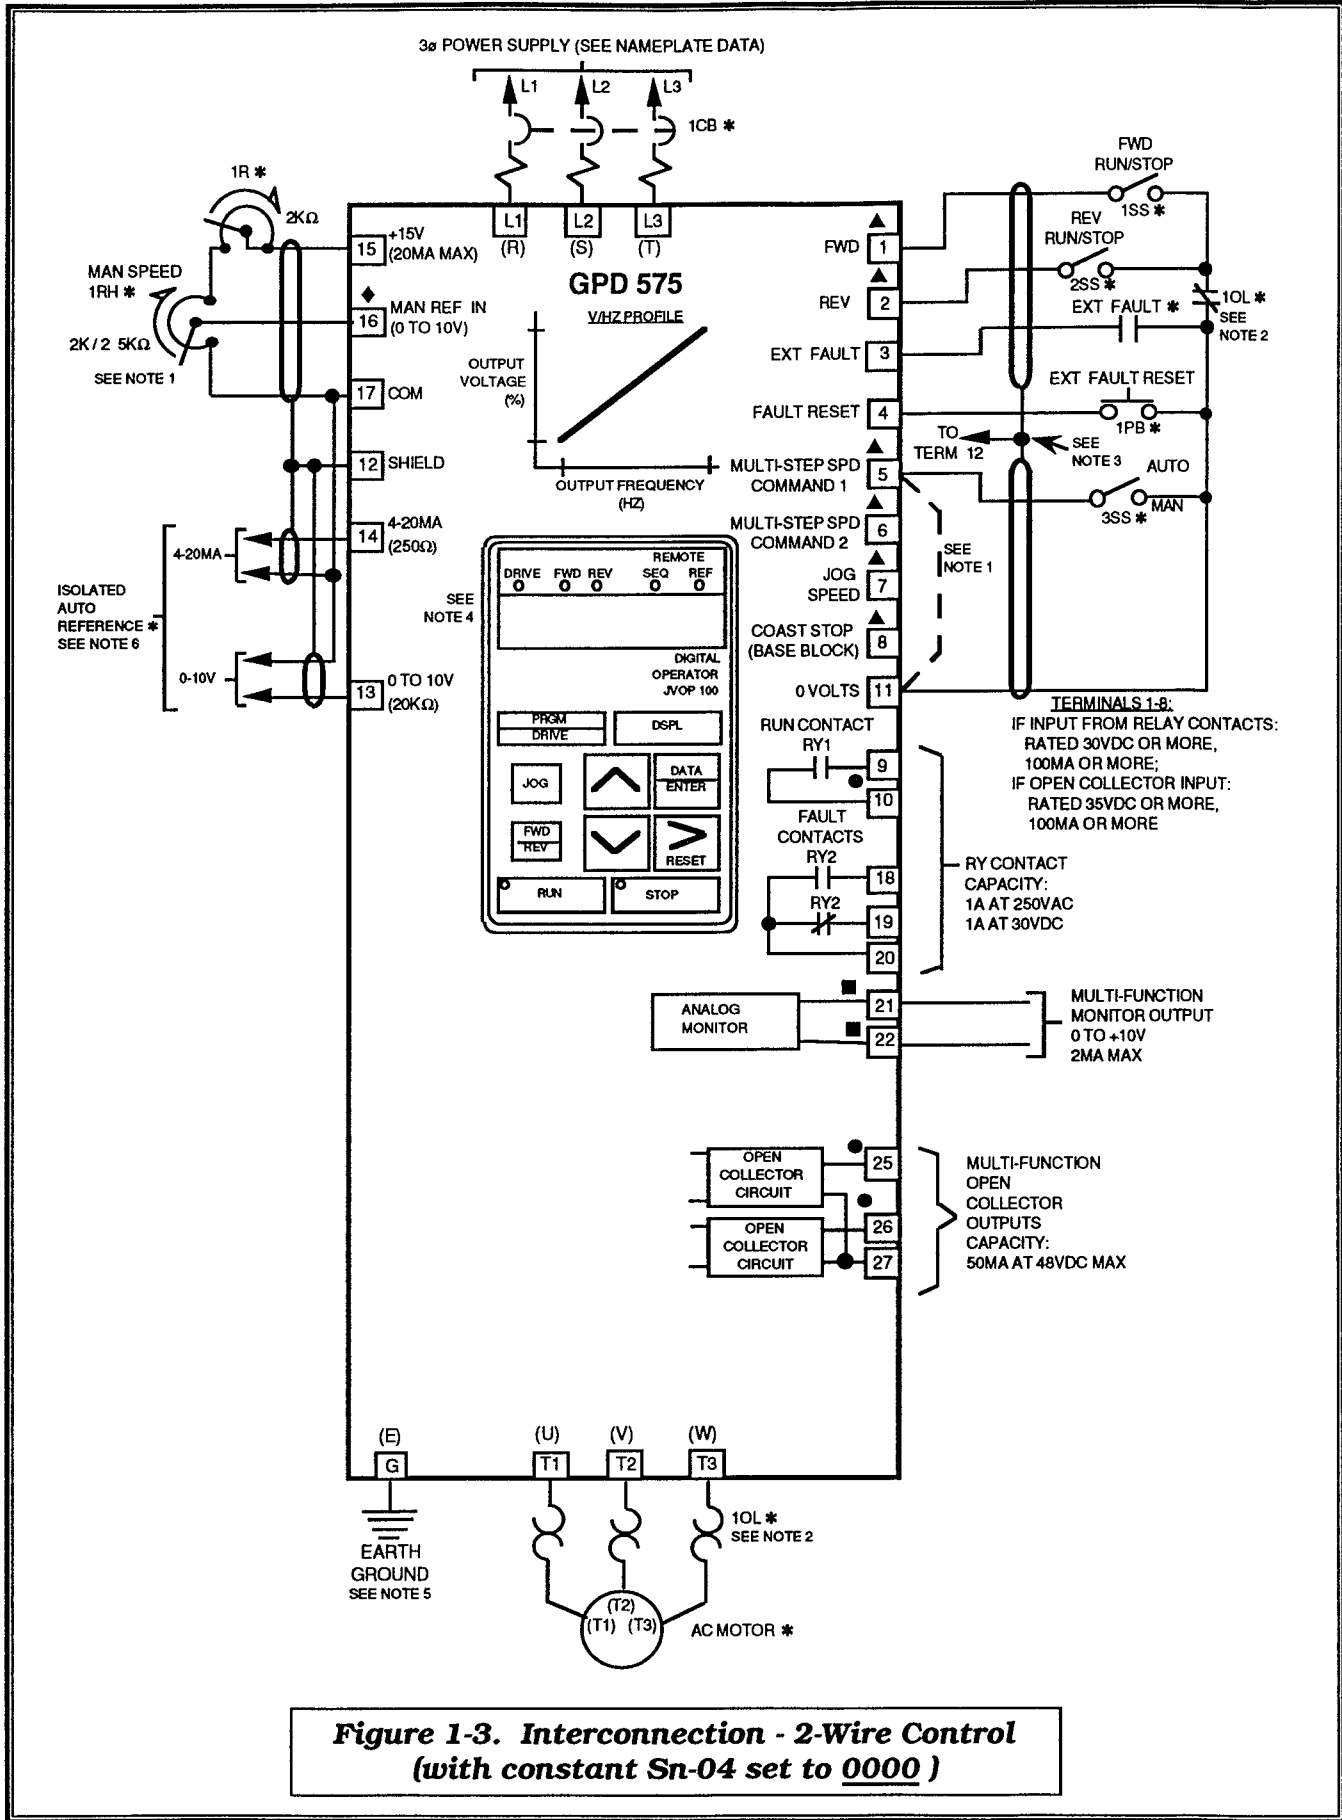 3ø POWER SUPPLY (SEE NAMEPLATE DATA)
L1 L2 L3
1CB *
1R *
2KΩ
MAN SPEED
1RH *
2K / 2 5KΩ
SEE NOTE 1
L1 L2 L3
(R) (S) (T)
GPD 575
V/HZ PROFILE
OUTPUT
VOLTAGE
(%)
OUTPUT FREQUENCY
(HZ)
15 +15V
(20MA MAX)
16 MAN REF IN
(0 TO 10V)
17 COM
12 SHIELD
14 4-20MA
(250Ω)
13 0 TO 10V
(20KΩ)
4-20MA
0-10V
ISOLATED
AUTO
REFERENCE *
SEE NOTE 6
FWD 1
REV 2
EXT FAULT 3
FAULT RESET 4
MULTI-STEP SPD
COMMAND 1 5
MULTI-STEP SPD
COMMAND 2 6
JOG
SPEED 7
COAST STOP
(BASE BLOCK) 8
0 VOLTS 11
FWD
RUN/STOP
1SS *
REV
RUN/STOP
2SS *
EXT FAULT *
1OL *
SEE
NOTE 2
EXT FAULT RESET
1PB *
TO
TERM 12
SEE
NOTE 3
AUTO
MAN
3SS *
SEE
NOTE 1
TERMINALS 1-8:
IF INPUT FROM RELAY CONTACTS:
RATED 30VDC OR MORE,
100MA OR MORE;
IF OPEN COLLECTOR INPUT:
RATED 35VDC OR MORE,
100MA OR MORE
SEE
NOTE 4
REMOTE
DRIVE FWD REV SEQ REF
DIGITAL
OPERATOR
JVOP 100
PRGM
DRIVE
DSPL
JOG
DATA
ENTER
FWD
REV
RESET
RUN
STOP
RUN CONTACT
RY1
9
10
FAULT
CONTACTS
RY2
18
RY2
19
20
RY CONTACT
CAPACITY:
1A AT 250VAC
1A AT 30VDC
ANALOG
MONITOR
21
22
MULTI-FUNCTION
MONITOR OUTPUT
0 TO +10V
2MA MAX
OPEN
COLLECTOR
CIRCUIT
25
OPEN
COLLECTOR
CIRCUIT
26
27
MULTI-FUNCTION
OPEN
COLLECTOR
OUTPUTS
CAPACITY:
50MA AT 48VDC MAX
(E) (U) (V) (W)
G T1 T2 T3
EARTH
GROUND
SEE NOTE 5
1OL *
SEE NOTE 2
(T2)
(T1) (T3)
AC MOTOR *
Figure 1-3. Interconnection - 2-Wire Control
(with constant Sn-04 set to 0000 )